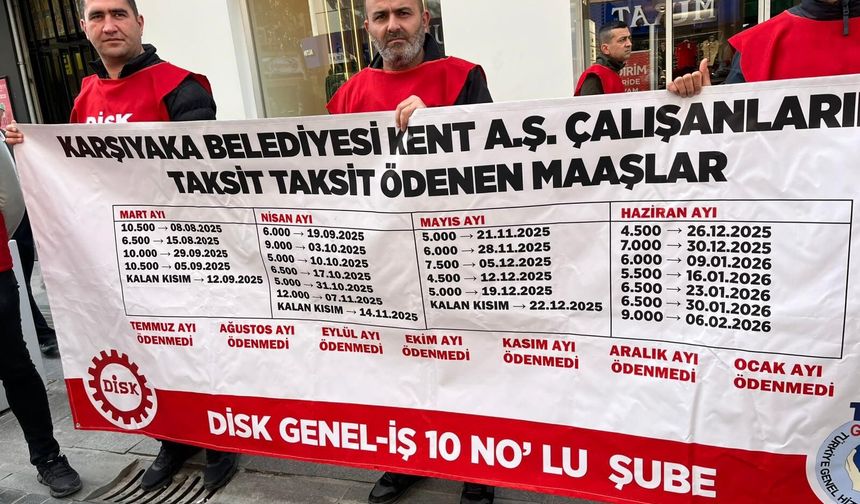 TAXIM
DİSK
KARŞIYAKA BELEDİYESİ KENT A.Ş. ÇALIŞANLARI
TAKSİT TAKSİT ÖDENEN MAAŞLAR
MART AYI
10.500 → 08.08.2025
6.500 → 15.08.2025
10.000 → 29.09.2025
10.500 → 05.09.2025
KALAN KISIM → 12.09.2025
NİSAN AYI
6.000 → 19.09.2025
9.000 → 03.10.2025
5.000 → 10.10.2025
6.500 → 17.10.2025
5.000 → 31.10.2025
12.000 → 07.11.2025
KALAN KISIM → 14.11.2025
MAYIS AYI
5.000 → 21.11.2025
6.000 → 28.11.2025
7.500 → 05.12.2025
4.500 → 12.12.2025
5.000 → 19.12.2025
KALAN KISIM → 22.12.2025
HAZİRAN AYI
4.500 → 26.12.2025
7.000 → 30.12.2025
6.000 → 09.01.2026
5.500 → 16.01.2026
6.500 → 23.01.2026
6.500 → 30.01.2026
9.000 → 06.02.2026
TEMMUZ AYI
ÖDENMEDİ
AĞUSTOS AYI
ÖDENMEDİ
EYLÜL AYI
ÖDENMEDİ
EKİM AYI
ÖDENMEDİ
KASIM AYI
ÖDENMEDİ
ARALIK AYI
ÖDENMEDİ
OCAK AYI
ÖDENMEDİ
DİSK
DİSK GENEL-İŞ 10 NO' LU ŞUBE
TÜRKİYE GENEL